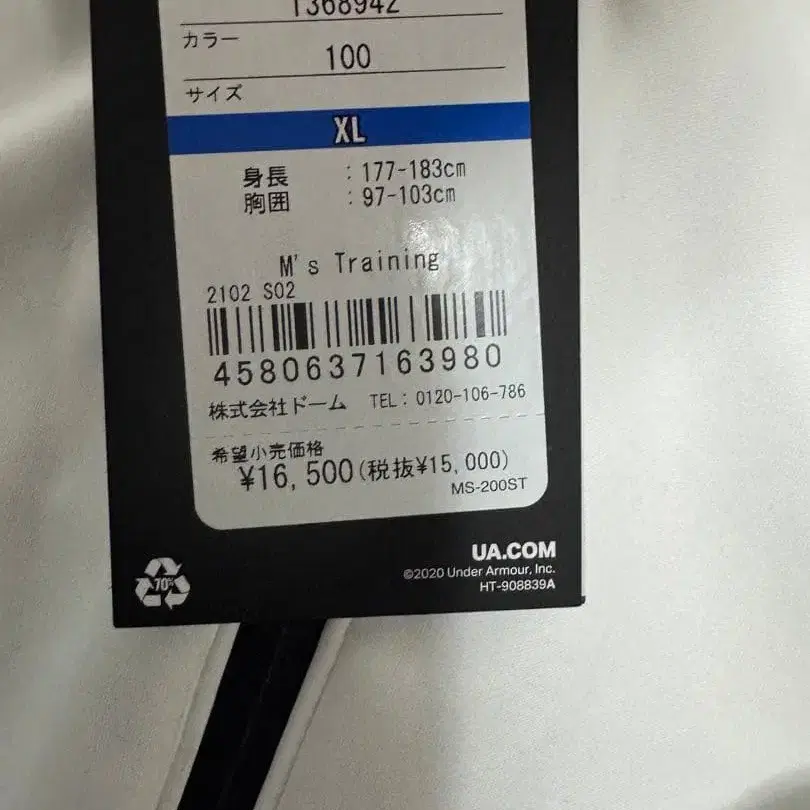 1368942
カラー
100
サイズ
XL
身長 : 177-183cm
胸囲 : 97-103cm
M's Training
2102 S02
4580637163980
株式会社ドーム TEL: 0120-106-786
希望小売価格
¥16,500(税抜¥15,000)
MS-200ST
UA.COM
©2020 Under Armour, Inc.
HT-908839A
70%